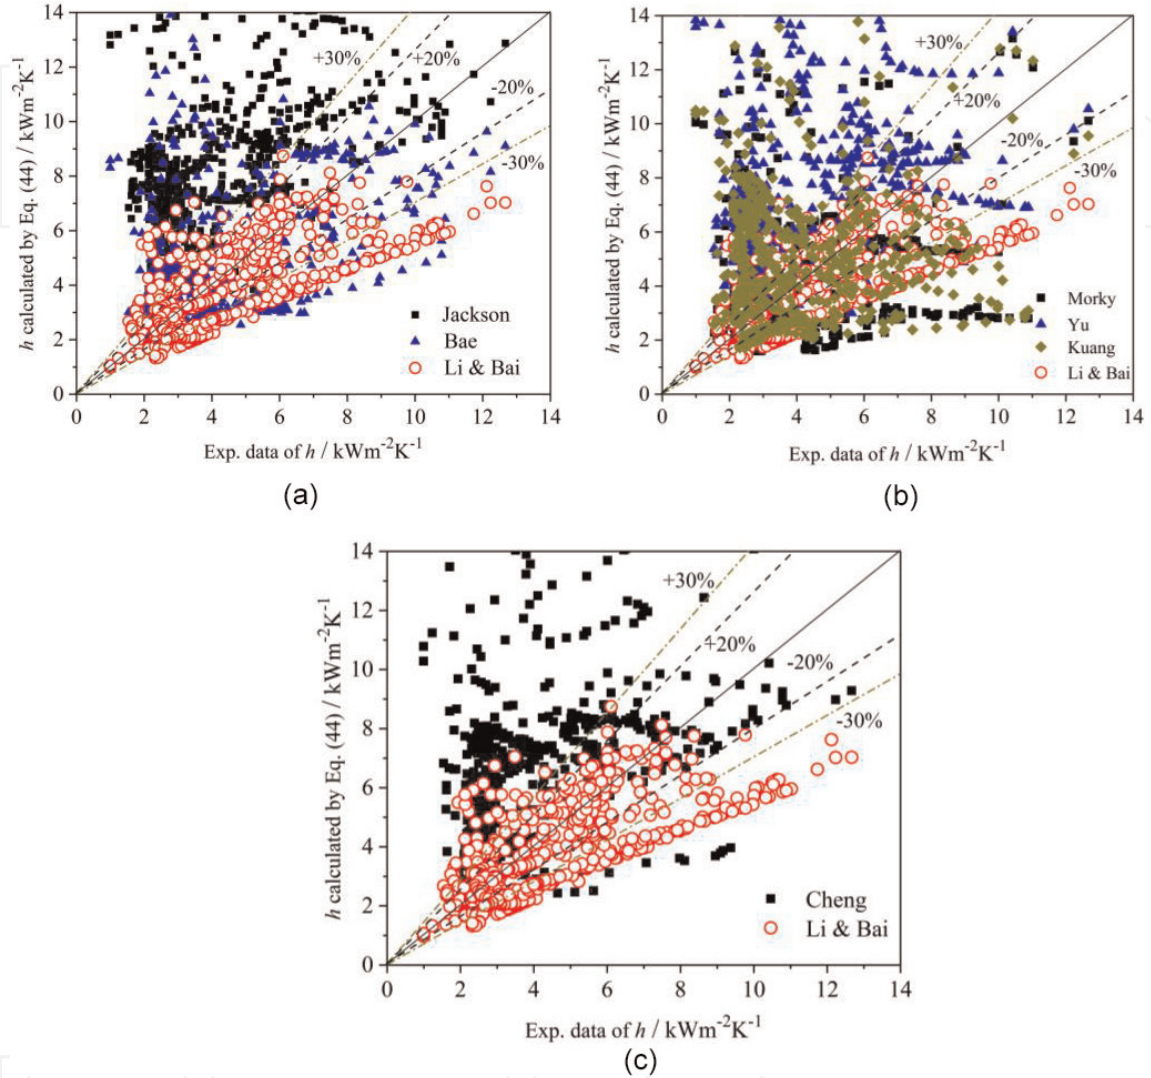 14
12
10
8
6
4
2
0
h calculated by Eq. (44) / kWm⁻²K⁻¹
+30%
+20%
-20%
-30%
Jackson
Bae
Li & Bai
0 2 4 6 8 10 12 14
Exp. data of h / kWm⁻²K⁻¹
(a)
14
12
10
8
6
4
2
0
h calculated by Eq. (44) / kWm⁻²K⁻¹
+30%
+20%
-20%
-30%
Morky
Yu
Kuang
Li & Bai
0 2 4 6 8 10 12 14
Exp. data of h / kWm⁻²K⁻¹
(b)
14
12
10
8
6
4
2
0
h calculated by Eq. (44) / kWm⁻²K⁻¹
+30%
+20%
-20%
-30%
Cheng
Li & Bai
0 2 4 6 8 10 12 14
Exp. data of h / kWm⁻²K⁻¹
(c)